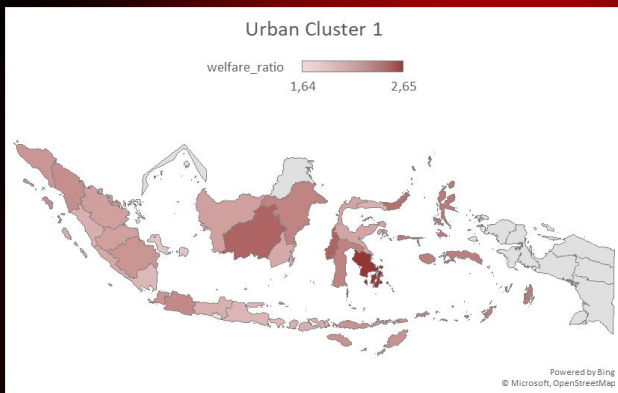 Urban Cluster 1
welfare_ratio
1,64 2,65
Powered by Bing
© Microsoft, OpenStreetMap